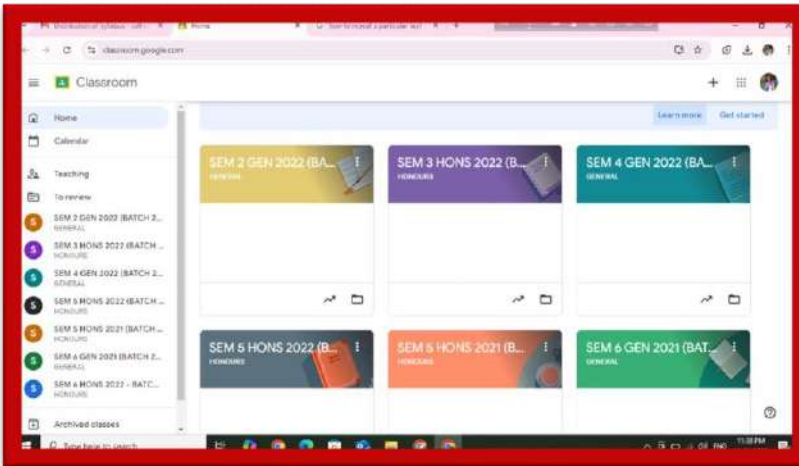 Home
classroom.google.com
Classroom
Learn more Get started
Home
Calendar
Teaching
To review
SEM 2 GEN 2022 (BATCH 2...
GENERAL
SEM 3 HONS 2022 (BATCH ...
HONOURS
SEM 4 GEN 2022 (BATCH 2...
GENERAL
SEM 5 HONS 2022 (BATCH ...
HONOURS
SEM 5 HONS 2021 (BATCH ...
HONOURS
SEM 6 GEN 2021 (BATCH 2...
GENERAL
SEM 6 HONS 2022 - BATC...
HONOURS
Archived classes
SEM 2 GEN 2022 (BA...
GENERAL
SEM 3 HONS 2022 (B...
HONOURS
SEM 4 GEN 2022 (BA...
GENERAL
SEM 5 HONS 2022 (B...
HONOURS
SEM 5 HONS 2021 (B...
HONOURS
SEM 6 GEN 2021 (BAT...
GENERAL
Type here to search
ENG
11:38 PM